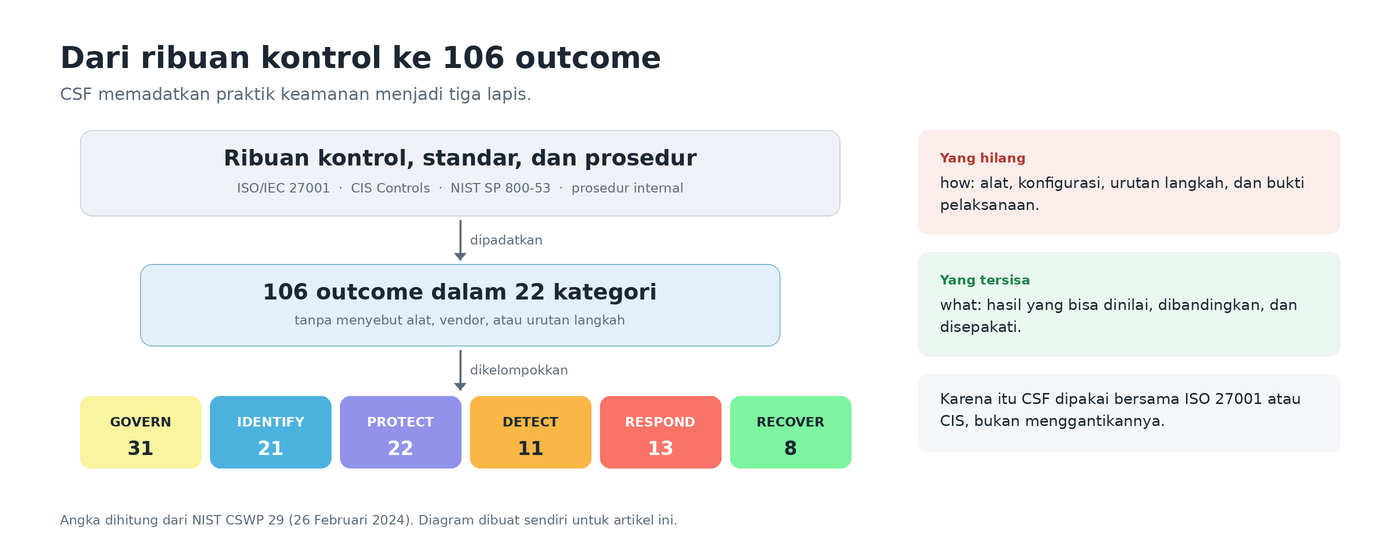 Dari ribuan kontrol ke 106 outcome
CSF memadatkan praktik keamanan menjadi tiga lapis.
Ribuan kontrol, standar, dan prosedur
ISO/IEC 27001 · CIS Controls · NIST SP 800-53 · prosedur internal
dipadatkan
106 outcome dalam 22 kategori
tanpa menyebut alat, vendor, atau urutan langkah
dikelompokkan
GOVERN
31
IDENTIFY
21
PROTECT
22
DETECT
11
RESPOND
13
RECOVER
8
Yang hilang
how: alat, konfigurasi, urutan langkah, dan bukti
pelaksanaan.
Yang tersisa
what: hasil yang bisa dinilai, dibandingkan, dan
disepakati.
Karena itu CSF dipakai bersama ISO 27001 atau
CIS, bukan menggantikannya.
Angka dihitung dari NIST CSWP 29 (26 Februari 2024). Diagram dibuat sendiri untuk artikel ini.